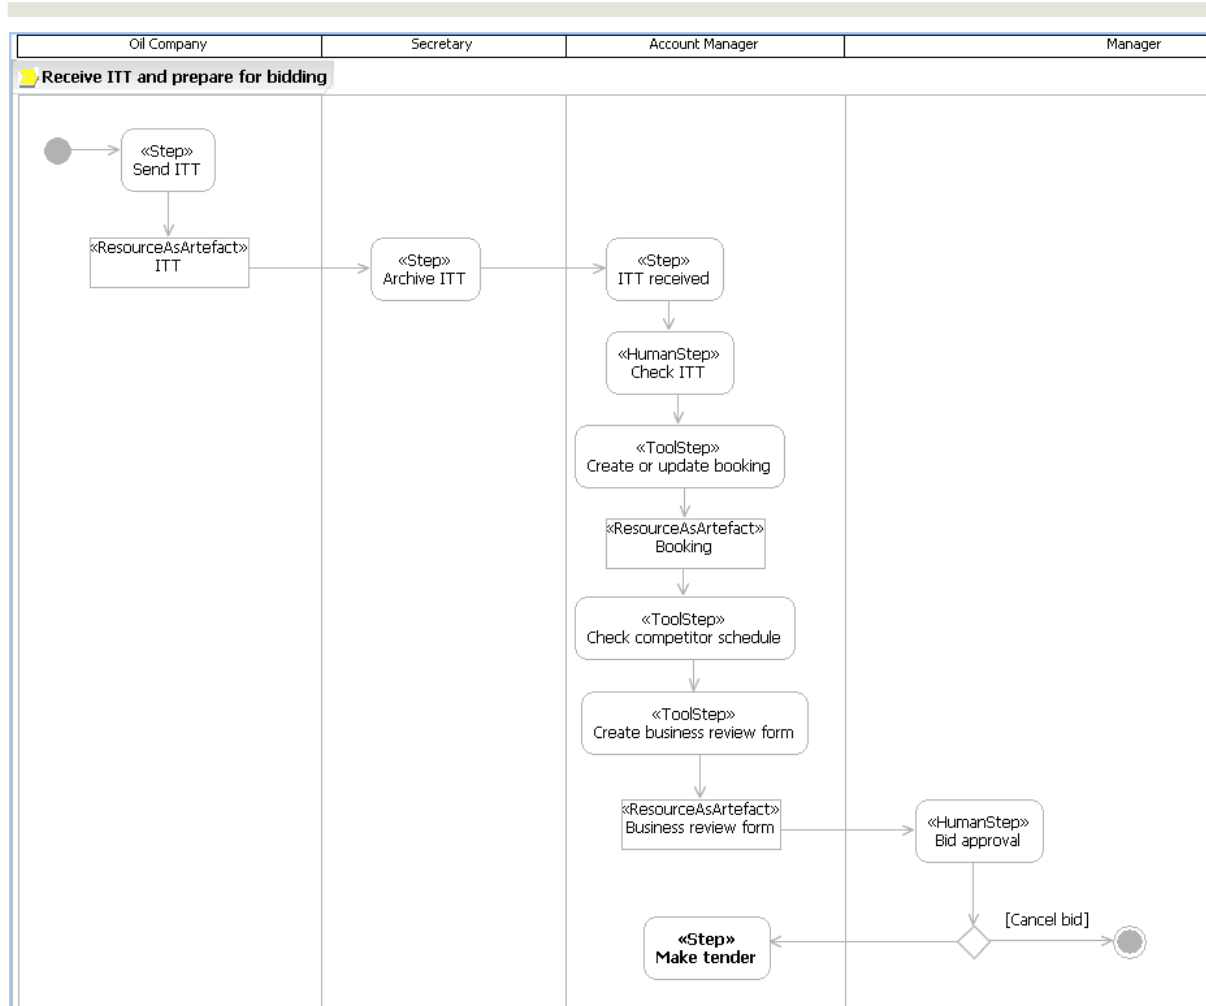 Oil Company
Secretary
Account Manager
Manager
Receive ITT and prepare for bidding
«Step»
Send ITT
«ResourceAsArtefact»
ITT
«Step»
Archive ITT
«Step»
ITT received
«HumanStep»
Check ITT
«ToolStep»
Create or update booking
«ResourceAsArtefact»
Booking
«ToolStep»
Check competitor schedule
«ToolStep»
Create business review form
«ResourceAsArtefact»
Business review form
«HumanStep»
Bid approval
[Cancel bid]
«Step»
Make tender